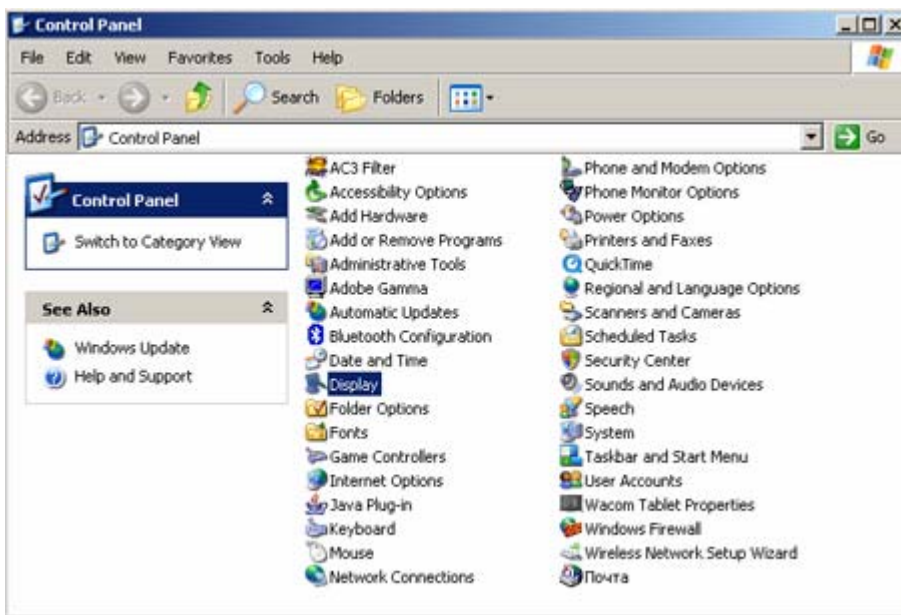 Control Panel
File Edit View Favorites Tools Help
Back Search Folders
Address Control Panel Go
Control Panel
Switch to Category View
See Also
Windows Update
Help and Support
AC3 Filter
Accessibility Options
Add Hardware
Add or Remove Programs
Administrative Tools
Adobe Gamma
Automatic Updates
Bluetooth Configuration
Date and Time
Display
Folder Options
Fonts
Game Controllers
Internet Options
Java Plug-in
Keyboard
Mouse
Network Connections
Phone and Modem Options
Phone Monitor Options
Power Options
Printers and Faxes
QuickTime
Regional and Language Options
Scanners and Cameras
Scheduled Tasks
Security Center
Sounds and Audio Devices
Speech
System
Taskbar and Start Menu
User Accounts
Wacom Tablet Properties
Windows Firewall
Wireless Network Setup Wizard
Почта